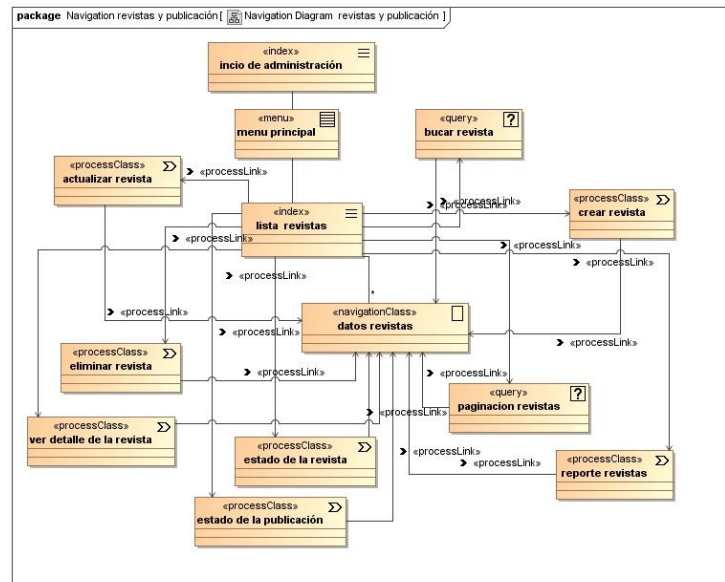 package Navigation revistas y publicación[ Navigation Diagram revistas y publicación ]
«index»
incio de administración
«menu»
menu principal
«query»
bucar revista
«processClass»
actualizar revista
«processLink»
«processLink»
«processLink»
«processClass»
crear revista
«index»
lista revistas
«processLink»
«processLink»
«processLink»
«processLink»
*
«processLink»
«processLink»
«navigationClass»
datos revistas
«processLink»
«processClass»
eliminar revista
«processLink»
«processLink»
«query»
paginacion revistas
«processLink»
«processClass»
ver detalle de la revista
«processClass»
estado de la revista
«processLink»
«processLink»
«processClass»
reporte revistas
«processClass»
estado de la publicación
«processLink»